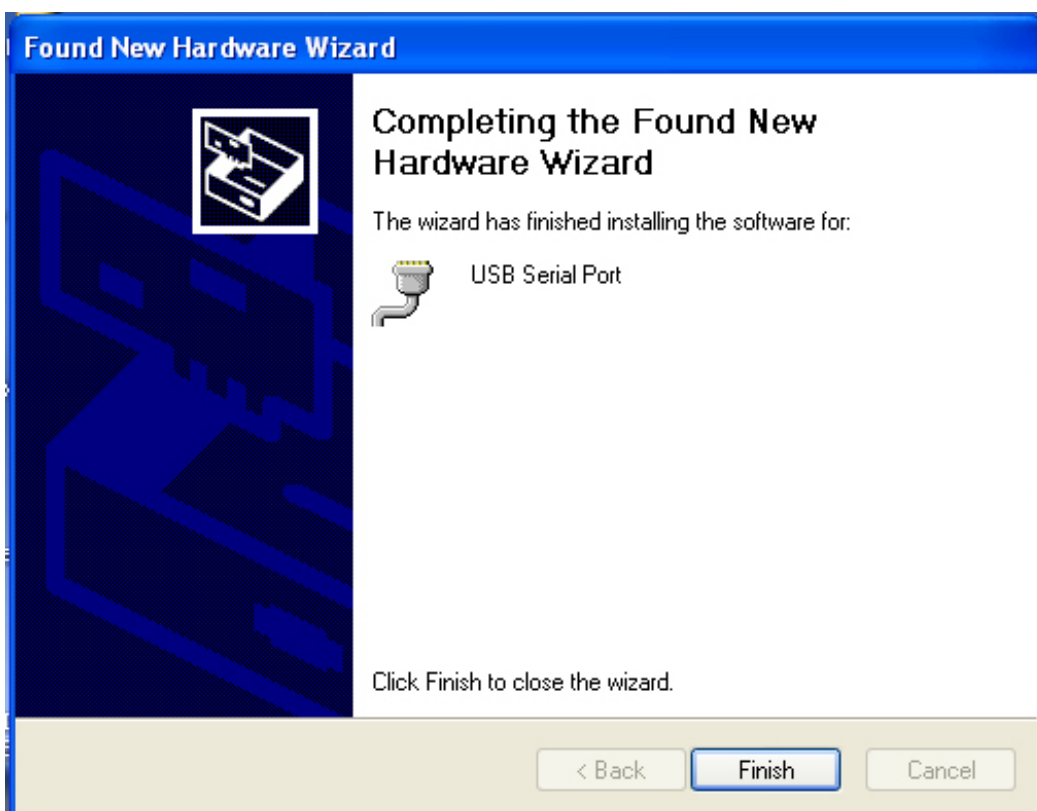 Found New Hardware Wizard
Completing the Found New
Hardware Wizard
The wizard has finished installing the software for:
USB Serial Port
Click Finish to close the wizard.
< Back
Finish
Cancel